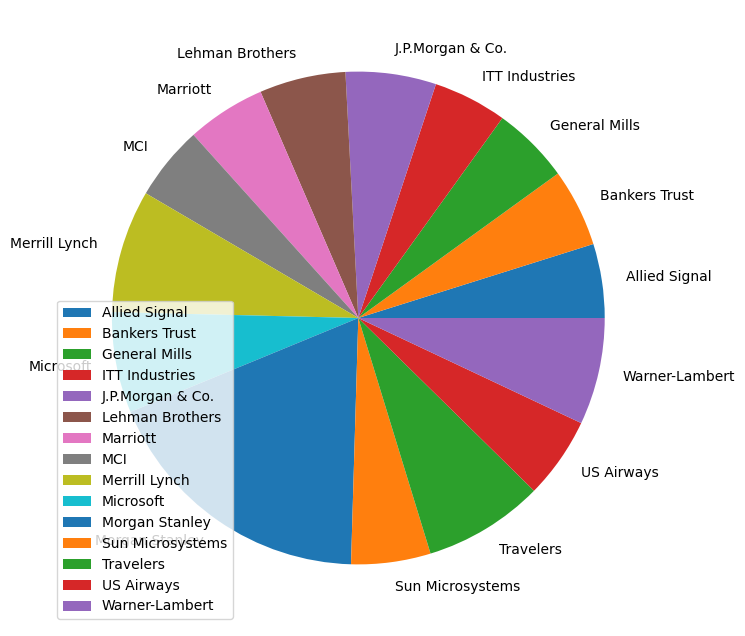 J.P.Morgan & Co.
Lehman Brothers
ITT Industries
Marriott
General Mills
MCI
Bankers Trust
Merrill Lynch
Allied Signal
Microsoft
Warner-Lambert
US Airways
Morgan Stanley
Travelers
Sun Microsystems
Allied Signal
Bankers Trust
General Mills
ITT Industries
J.P.Morgan & Co.
Lehman Brothers
Marriott
MCI
Merrill Lynch
Microsoft
Morgan Stanley
Sun Microsystems
Travelers
US Airways
Warner-Lambert